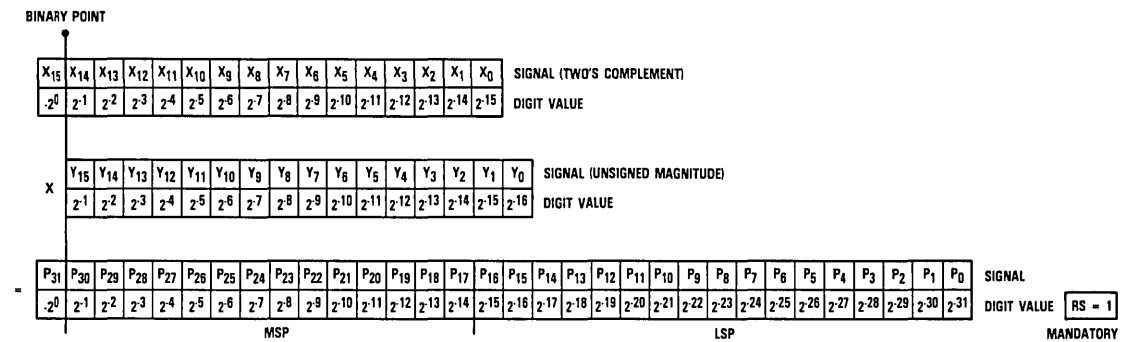 BINARY POINT
X15 X14 X13 X12 X11 X10 X9 X8 X7 X6 X5 X4 X3 X2 X1 X0 SIGNAL (TWO'S COMPLEMENT)
-2⁰ 2⁻¹ 2⁻² 2⁻³ 2⁻⁴ 2⁻⁵ 2⁻⁶ 2⁻⁷ 2⁻⁸ 2⁻⁹ 2⁻¹⁰ 2⁻¹¹ 2⁻¹² 2⁻¹³ 2⁻¹⁴ 2⁻¹⁵ DIGIT VALUE
X
Y15 Y14 Y13 Y12 Y11 Y10 Y9 Y8 Y7 Y6 Y5 Y4 Y3 Y2 Y1 Y0 SIGNAL (UNSIGNED MAGNITUDE)
2⁻¹ 2⁻² 2⁻³ 2⁻⁴ 2⁻⁵ 2⁻⁶ 2⁻⁷ 2⁻⁸ 2⁻⁹ 2⁻¹⁰ 2⁻¹¹ 2⁻¹² 2⁻¹³ 2⁻¹⁴ 2⁻¹⁵ 2⁻¹⁶ DIGIT VALUE
=
P31 P30 P29 P28 P27 P26 P25 P24 P23 P22 P21 P20 P19 P18 P17 P16 P15 P14 P13 P12 P11 P10 P9 P8 P7 P6 P5 P4 P3 P2 P1 P0 SIGNAL
-2⁰ 2⁻¹ 2⁻² 2⁻³ 2⁻⁴ 2⁻⁵ 2⁻⁶ 2⁻⁷ 2⁻⁸ 2⁻⁹ 2⁻¹⁰ 2⁻¹¹ 2⁻¹² 2⁻¹³ 2⁻¹⁴ 2⁻¹⁵ 2⁻¹⁶ 2⁻¹⁷ 2⁻¹⁸ 2⁻¹⁹ 2⁻²⁰ 2⁻²¹ 2⁻²² 2⁻²³ 2⁻²⁴ 2⁻²⁵ 2⁻²⁶ 2⁻²⁷ 2⁻²⁸ 2⁻²⁹ 2⁻³⁰ 2⁻³¹ DIGIT VALUE RS = 1
MSP LSP MANDATORY